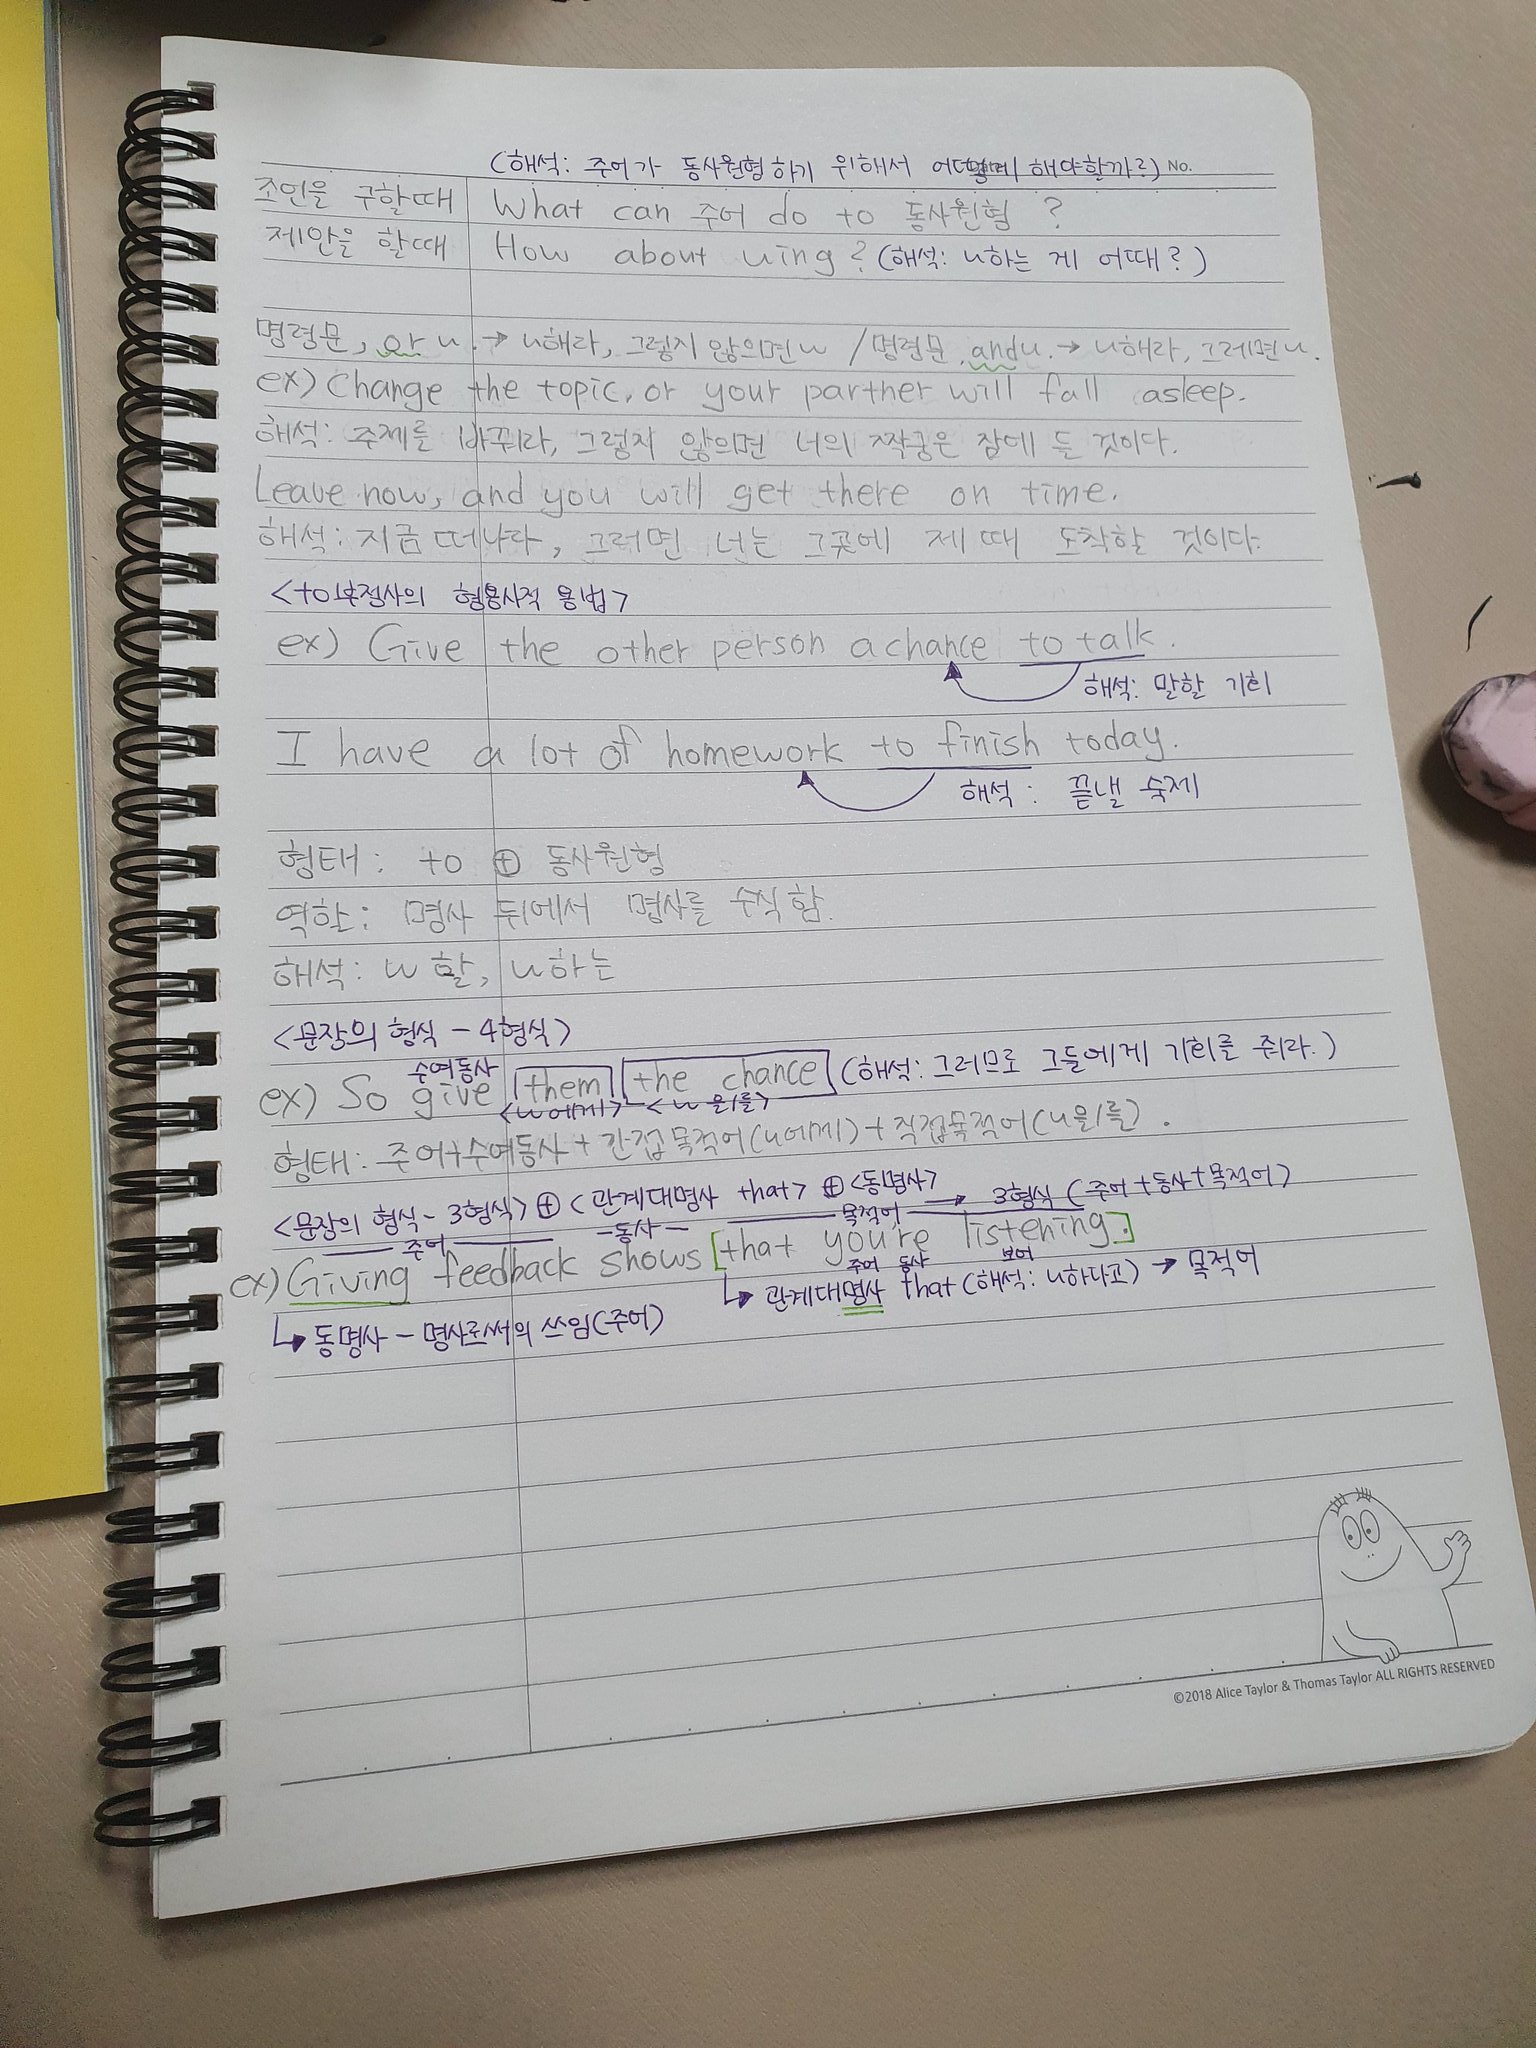 (해석: 주어가 동사원형하기 위해서 어떻게 해야할까?) No.
조언을 구할때 What can 주어 do to 동사원형 ?
제안을 할때 How about ~ing? (해석: ~하는 게 어때?)
명령문, or ~. → ~해라, 그렇지 않으면~ / 명령문, and~. → ~해라, 그러면~.
ex) Change the topic, or your partner will fall asleep.
해석: 주제를 바꿔라, 그렇지 않으면 너의 짝궁은 잠에 들 것이다.
Leave now, and you will get there on time.
해석: 지금 떠나라, 그러면 너는 그곳에 제 때 도착할 것이다.
<to부정사의 형용사적 용법>
ex) Give the other person a chance to talk.
해석: 말할 기회
I have a lot of homework to finish today.
해석: 끝낼 숙제
형태: to ⊕ 동사원형
역할: 명사 뒤에서 명사를 수식함.
해석: ~할, ~하는
<문장의 형식 - 4형식>
수여동사
ex) So give them the chance (해석: 그러므로 그들에게 기회를 줘라.)
<~에게> <~을/를>
형태: 주어+수여동사+간접목적어(~에게)+직접목적어(~을/를).
<문장의 형식- 3형식> ⊕ <관계대명사 that> ⊕ <동명사> → 3형식 (주어+동사+목적어)
주어 동사 목적어
ex) Giving feedback shows [that you're listening.]
주어 동사 보어
↳ 관계대명사 that (해석: ~하다고) → 목적어
↳ 동명사 - 명사로써의 쓰임(주어)
©2018 Alice Taylor & Thomas Taylor ALL RIGHTS RESERVED